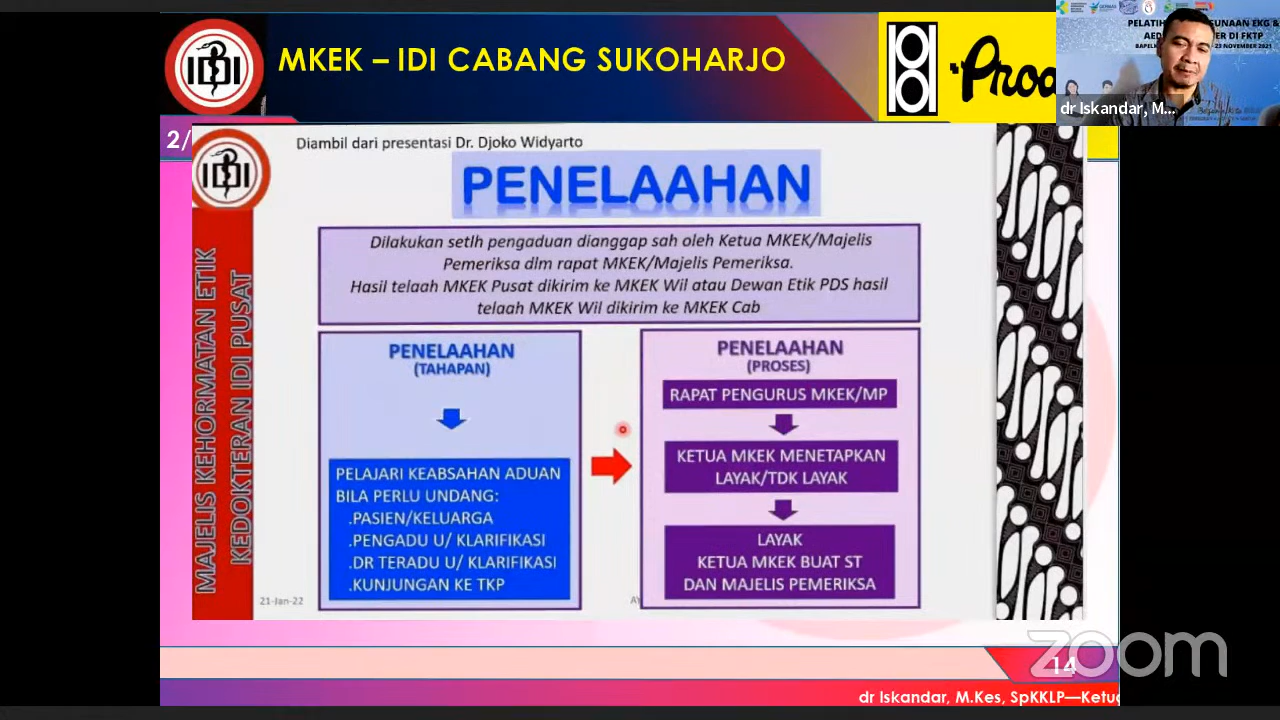 IDI
MKEK – IDI CABANG SUKOHARJO
dr Iskandar, M...
2/
IDI
Diambil dari presentasi Dr. Djoko Widyarto
PENELAAHAN
MAJELIS KEHORMATAN ETIK
KEDOKTERAN IDI PUSAT
Dilakukan setlh pengaduan dianggap sah oleh Ketua MKEK/Majelis
Pemeriksa dlm rapat MKEK/Majelis Pemeriksa.
Hasil telaah MKEK Pusat dikirim ke MKEK Wil atau Dewan Etik PDS hasil
telaah MKEK Wil dikirim ke MKEK Cab
PENELAAHAN
(TAHAPAN)
PELAJARI KEABSAHAN ADUAN
BILA PERLU UNDANG:
.PASIEN/KELUARGA
.PENGADU U/ KLARIFIKASI
.DR TERADU U/ KLARIFIKASI
.KUNJUNGAN KE TKP
PENELAAHAN
(PROSES)
RAPAT PENGURUS MKEK/MP
KETUA MKEK MENETAPKAN
LAYAK/TDK LAYAK
LAYAK
KETUA MKEK BUAT ST
DAN MAJELIS PEMERIKSA
21-Jan-22
zoom
14
dr Iskandar, M.Kes, SpKKLP—Ketu